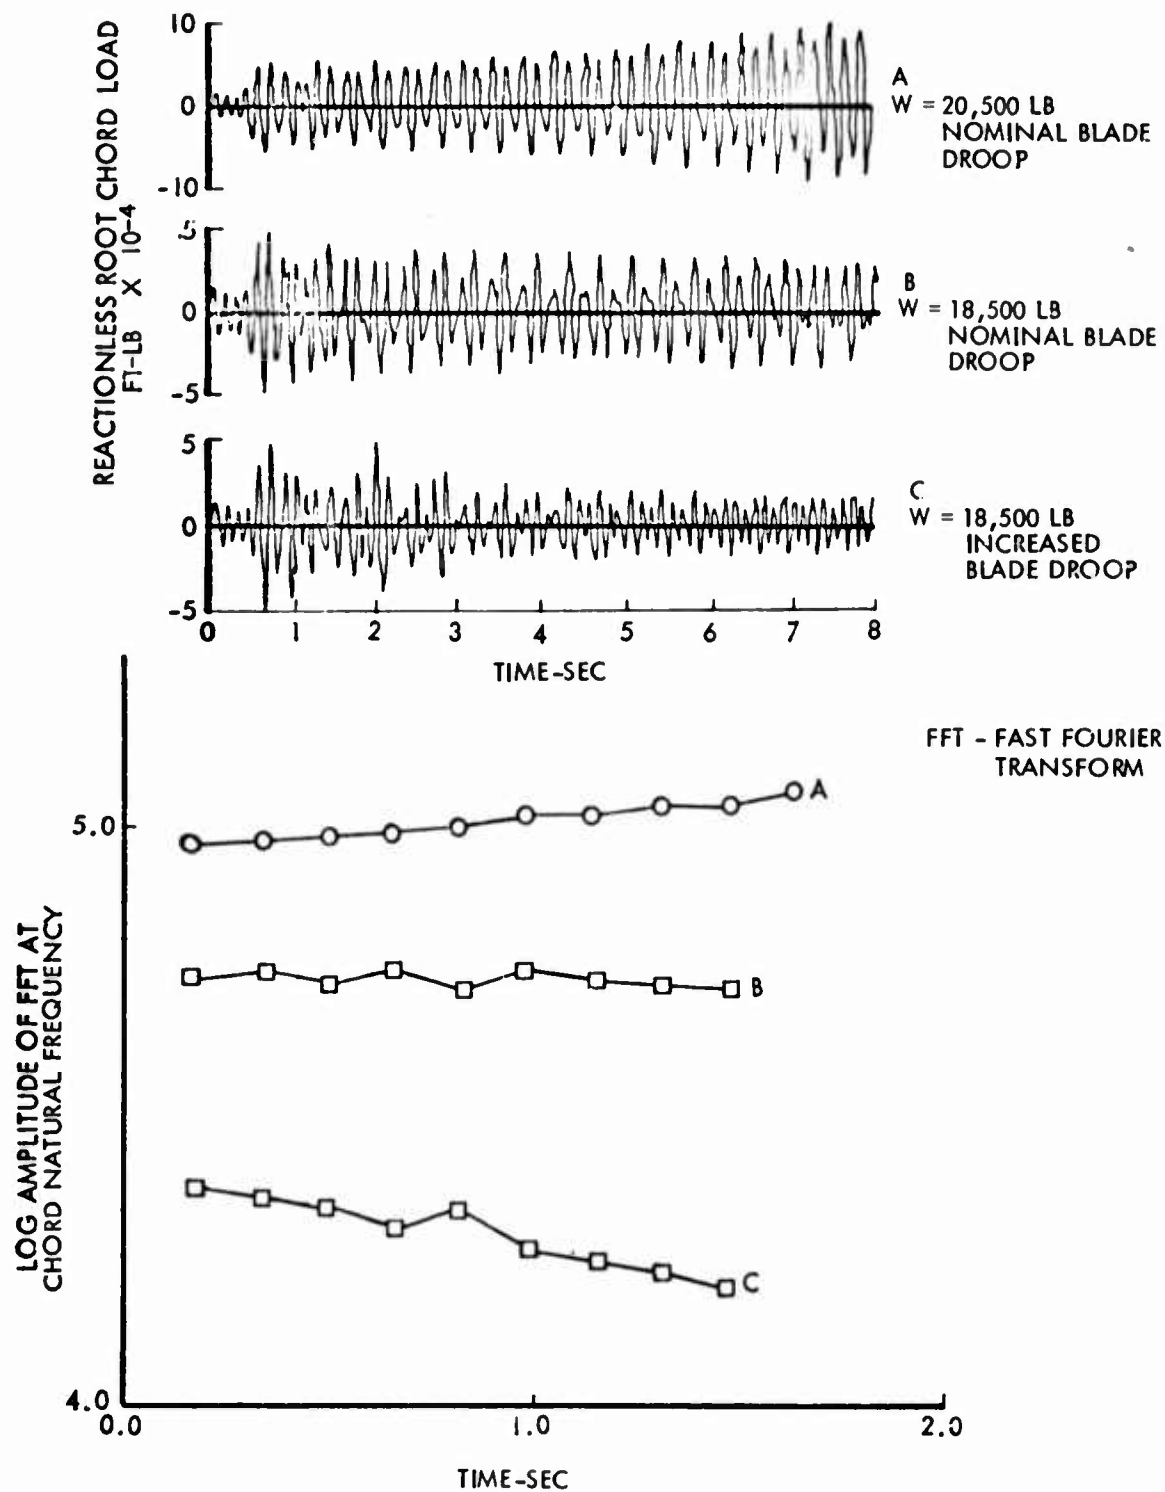 REACTIONLESS ROOT CHORD LOAD
FT-LB X 10-4
10
0
-10
A
W = 20,500 LB
NOMINAL BLADE
DROOP
5
0
-5
B
W = 18,500 LB
NOMINAL BLADE
DROOP
5
0
-5
C
W = 18,500 LB
INCREASED
BLADE DROOP
0 1 2 3 4 5 6 7 8
TIME-SEC
FFT - FAST FOURIER
TRANSFORM
LOG AMPLITUDE OF FFT AT
CHORD NATURAL FREQUENCY
5.0
4.0
A
B
C
0.0 1.0 2.0
TIME-SEC